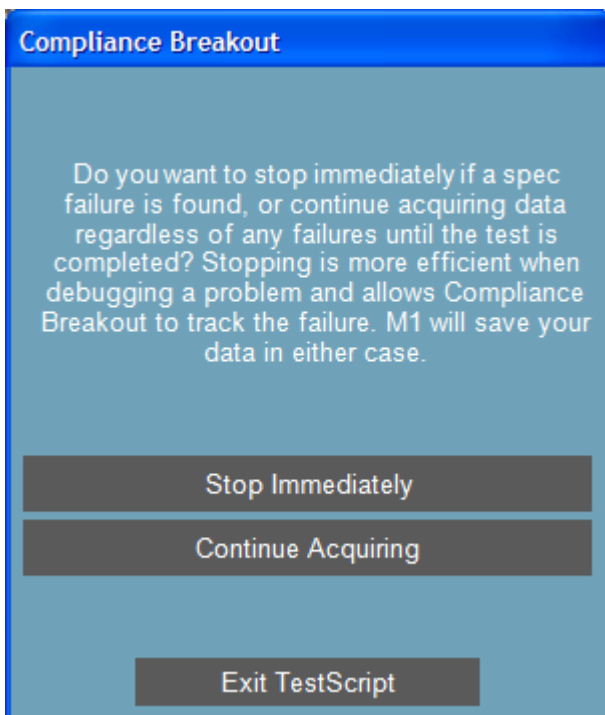 Compliance Breakout
Do you want to stop immediately if a spec
failure is found, or continue acquiring data
regardless of any failures until the test is
completed? Stopping is more efficient when
debugging a problem and allows Compliance
Breakout to track the failure. M1 will save your
data in either case.
Stop Immediately
Continue Acquiring
Exit TestScript